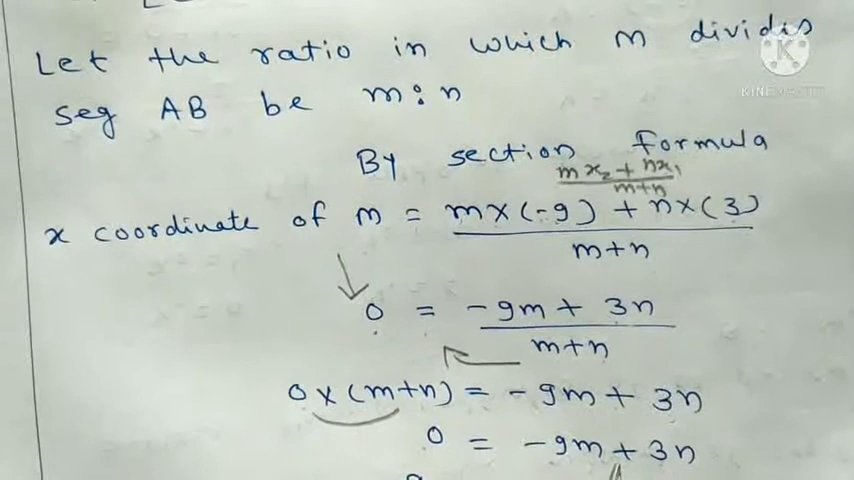 Let the ratio in which m divides
seg AB be m:n
By section formula
mx₂ + nx₁
m+n
x coordinate of m = m×(-9) + n×(3)
m+n
0 = -9m + 3n
m+n
0×(m+n) = -9m + 3n
0 = -9m + 3n